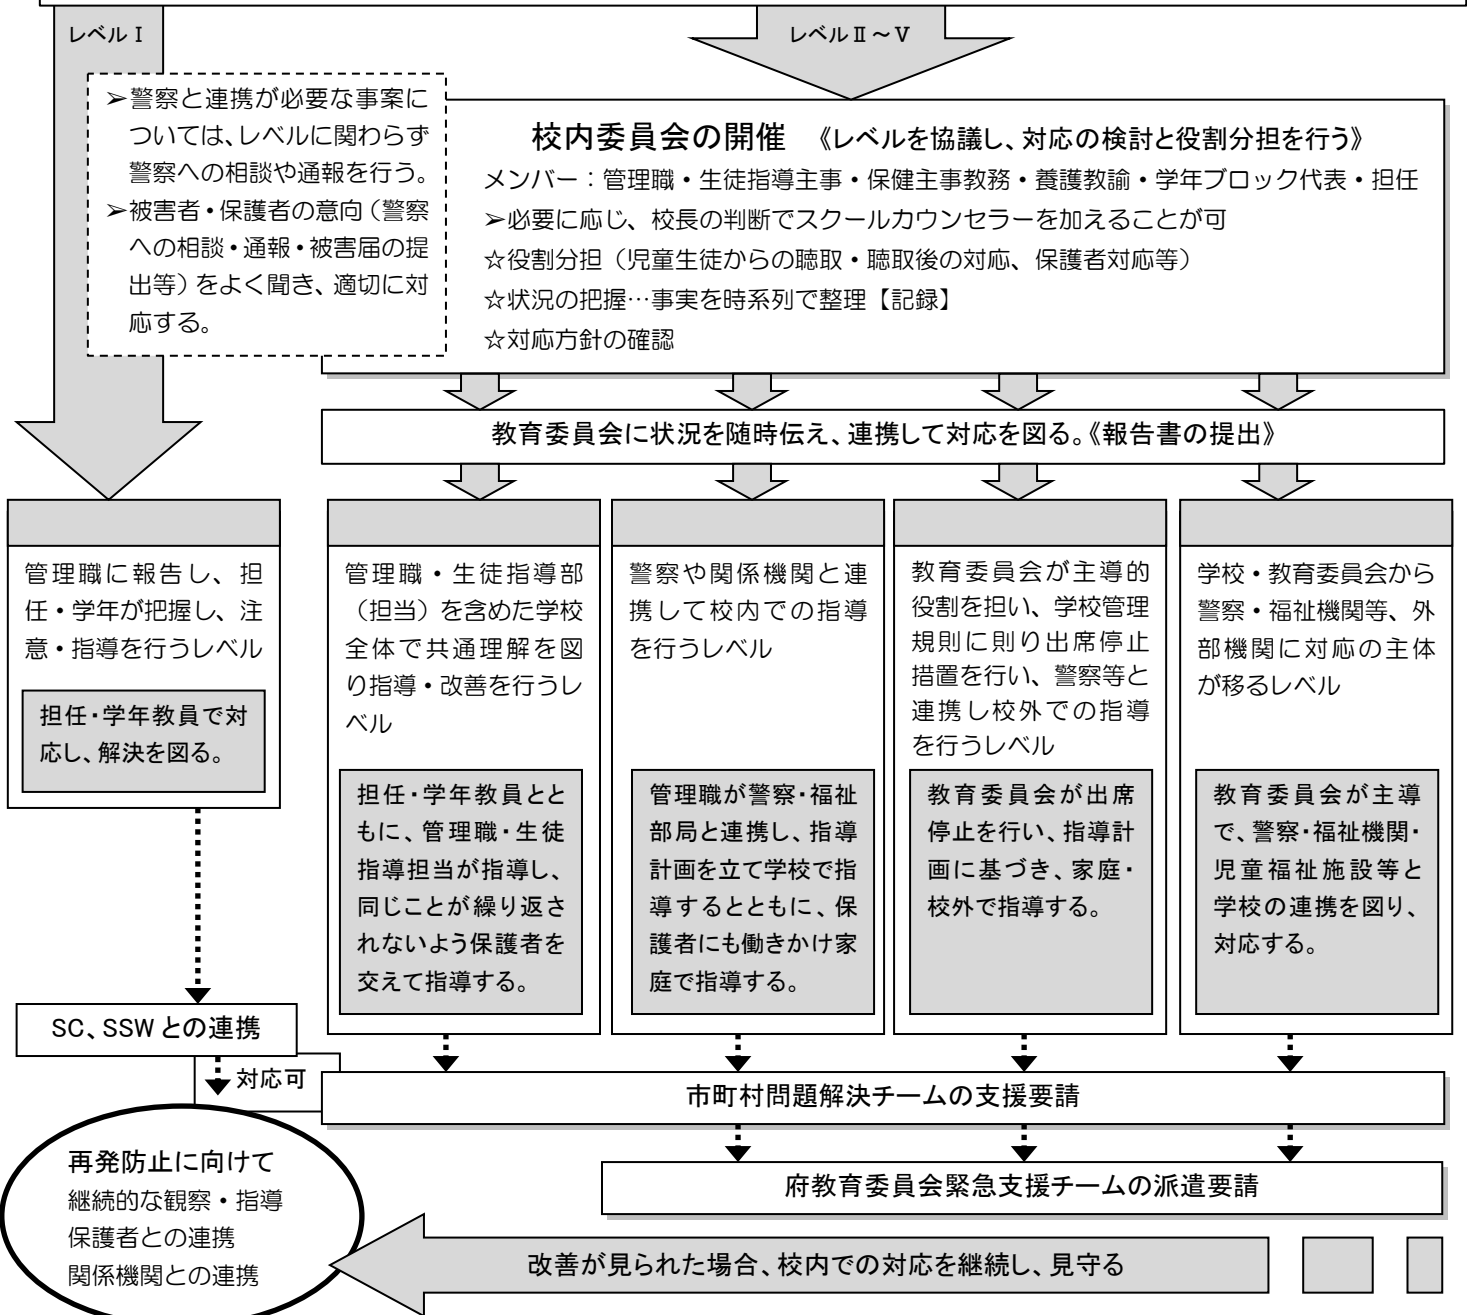 レベルⅠ
レベルⅡ～Ⅴ
➢警察と連携が必要な事案に
ついては、レベルに関わらず
警察への相談や通報を行う。
➢被害者・保護者の意向（警察
への相談・通報・被害届の提
出等）をよく聞き、適切に対
応する。
校内委員会の開催　《レベルを協議し、対応の検討と役割分担を行う》
メンバー：管理職・生徒指導主事・保健主事教務・養護教諭・学年ブロック代表・担任
➢必要に応じ、校長の判断でスクールカウンセラーを加えることが可
☆役割分担（児童生徒からの聴取・聴取後の対応、保護者対応等）
☆状況の把握…事実を時系列で整理【記録】
☆対応方針の確認
教育委員会に状況を随時伝え、連携して対応を図る。《報告書の提出》
管理職に報告し、担
任・学年が把握し、注
意・指導を行うレベル
担任・学年教員で対
応し、解決を図る。
管理職・生徒指導部
（担当）を含めた学校
全体で共通理解を図
り指導・改善を行うレ
ベル
担任・学年教員とと
もに、管理職・生徒
指導担当が指導し、
同じことが繰り返さ
れないよう保護者を
交えて指導する。
警察や関係機関と連
携して校内での指導
を行うレベル
管理職が警察・福祉
部局と連携し、指導
計画を立て学校で指
導するとともに、保
護者にも働きかけ家
庭で指導する。
教育委員会が主導的
役割を担い、学校管理
規則に則り出席停止
措置を行い、警察等と
連携し校外での指導
を行うレベル
教育委員会が出席
停止を行い、指導計
画に基づき、家庭・
校外で指導する。
学校・教育委員会から
警察・福祉機関等、外
部機関に対応の主体
が移るレベル
教育委員会が主導
で、警察・福祉機関・
児童福祉施設等と
学校の連携を図り、
対応する。
SC、SSWとの連携
対応可
市町村問題解決チームの支援要請
府教育委員会緊急支援チームの派遣要請
再発防止に向けて
継続的な観察・指導
保護者との連携
関係機関との連携
改善が見られた場合、校内での対応を継続し、見守る